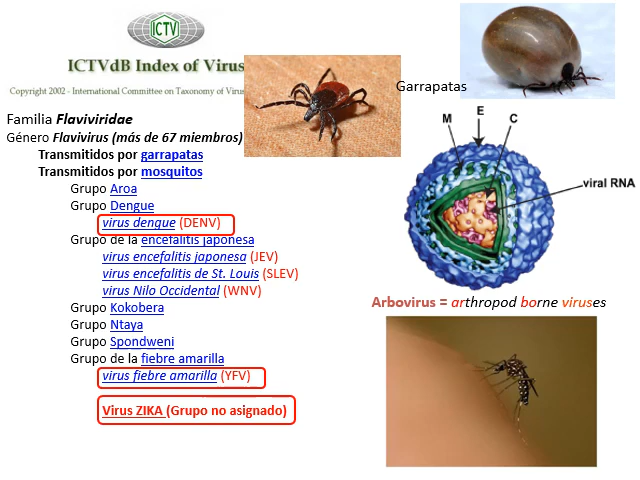 ICTV
ICTVdB Index of Virus
Copyright 2002 - International Committee on Taxonomy of Virus
Garrapatas
Familia Flaviviridae
Género Flavivirus (más de 67 miembros)
Transmitidos por garrapatas
Transmitidos por mosquitos
Grupo Aroa
Grupo Dengue
virus dengue (DENV)
Grupo de la encefalitis japonesa
virus encefalitis japonesa (JEV)
virus encefalitis de St. Louis (SLEV)
virus Nilo Occidental (WNV)
Grupo Kokobera
Grupo Ntaya
Grupo Spondweni
Grupo de la fiebre amarilla
virus fiebre amarilla (YFV)
Virus ZIKA (Grupo no asignado)
M E C
viral RNA
Arbovirus = arthropod borne viruses